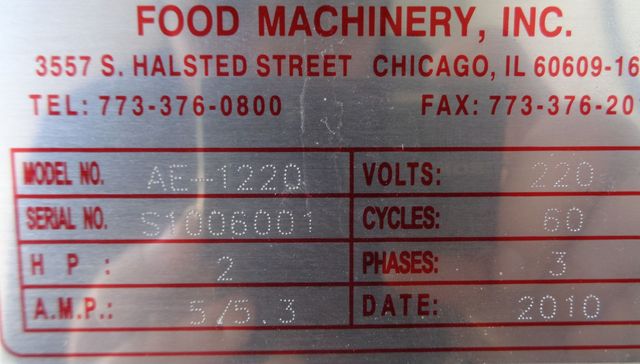 FOOD MACHINERY, INC.
3557 S. HALSTED STREET CHICAGO, IL 60609-16
TEL: 773-376-0800 FAX: 773-376-20
MODEL NO. AE-1220 VOLTS: 220
SERIAL NO. S1006001 CYCLES: 60
H P : 2 PHASES: 3
A.M.P.: 5/5.3 DATE: 2010